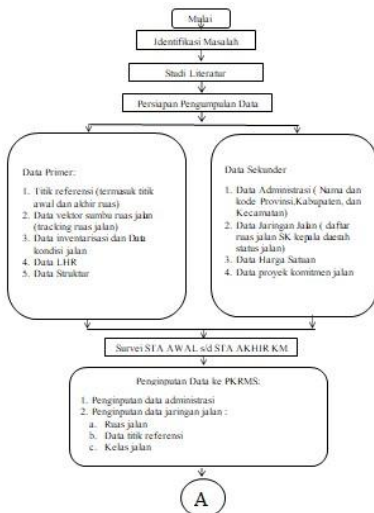 Mulai
Identifikasi Masalah
Studi Literatur
Persiapan Pengumpulan Data
Data Primer:
1. Titik referensi (termasuk titik
awal dan akhir ruas)
2. Data vektor sumbu ruas jalan
(tracking ruas jalan)
3. Data inventarisasi dan Data
kondisi jalan
4. Data LHR
5. Data Struktur
Data Sekunder
1. Data Administrasi ( Nama dan
kode Provinsi,Kabupaten, dan
Kecamatan)
2. Data Jaringan Jalan ( daftar
ruas jalan SK kepala daerah
status jalan)
3. Data Harga Satuan
4. Data proyek komitmen jalan
Survei STA AWAL s/d STA AKHIR KM
Penginputan Data ke PKRMS:
1. Penginputan data administrasi
2. Penginputan data jaringan jalan :
a. Ruas jalan
b. Data titik referensi
c. Kelas jalan
A